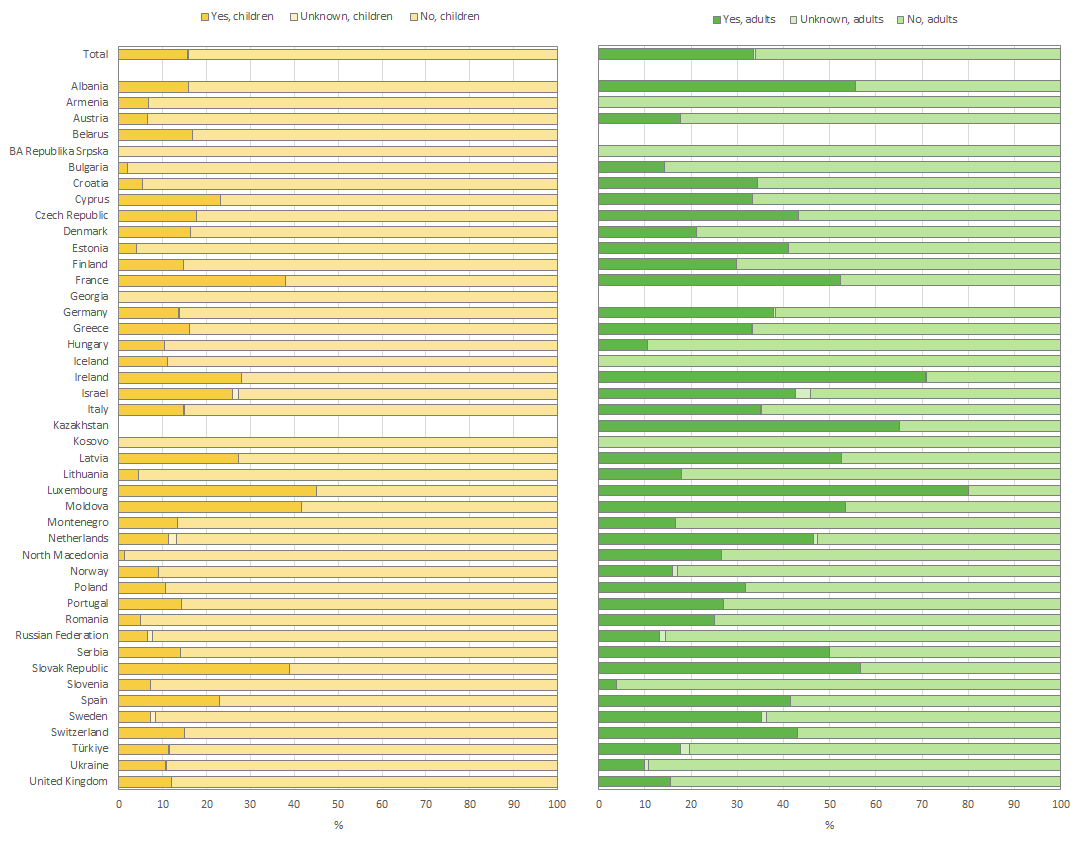 Yes, children Unknown, children No, children
Yes, adults Unknown, adults No, adults
Total
Albania
Armenia
Austria
Belarus
BA Republika Srpska
Bulgaria
Croatia
Cyprus
Czech Republic
Denmark
Estonia
Finland
France
Georgia
Germany
Greece
Hungary
Iceland
Ireland
Israel
Italy
Kazakhstan
Kosovo
Latvia
Lithuania
Luxembourg
Moldova
Montenegro
Netherlands
North Macedonia
Norway
Poland
Portugal
Romania
Russian Federation
Serbia
Slovak Republic
Slovenia
Spain
Sweden
Switzerland
Türkiye
Ukraine
United Kingdom
0 10 20 30 40 50 60 70 80 90 100
%
0 10 20 30 40 50 60 70 80 90 100
%